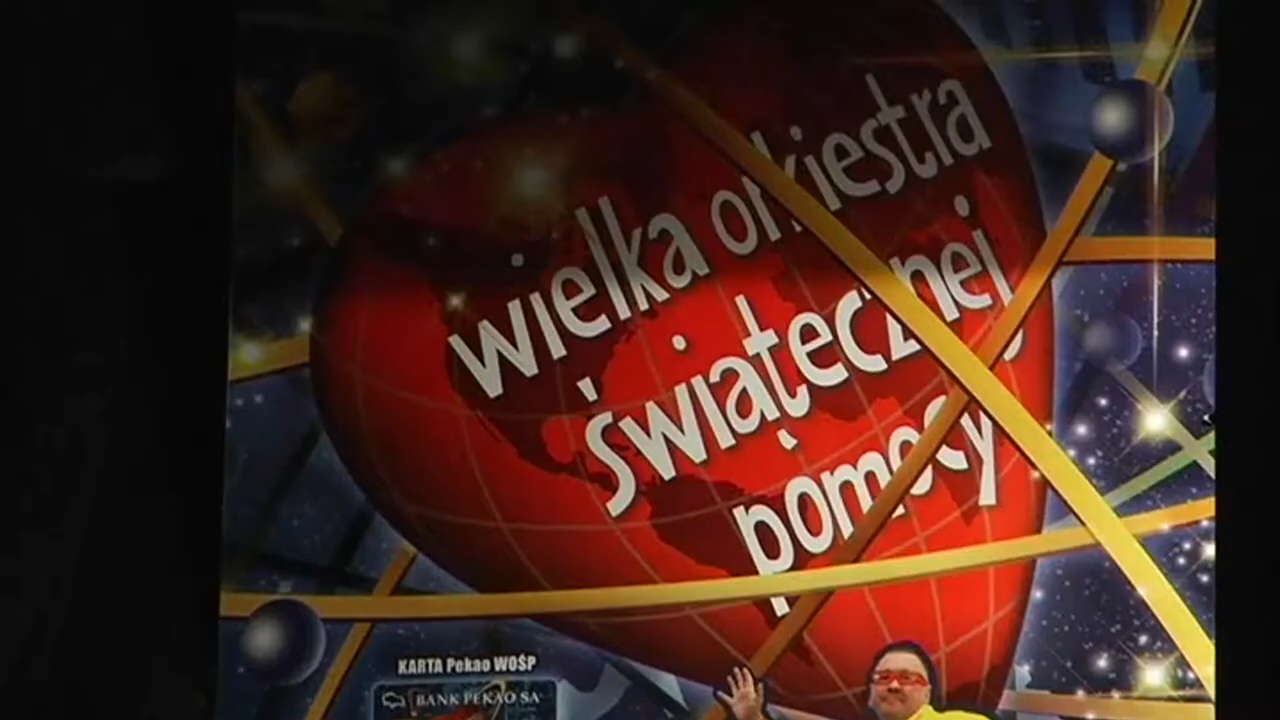 wielka orkiestra
świątecznej
pomocy
KARTA Pekao WOŚP
BANK PEKAO SA